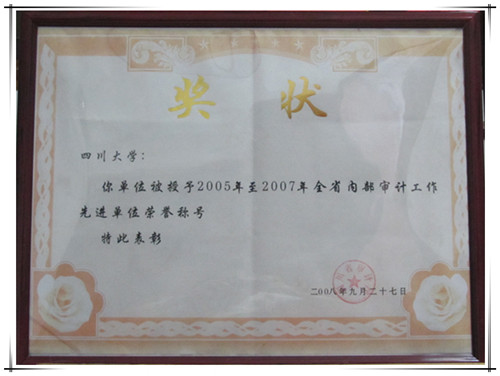 奖 状
四川大学：
你单位被授予2005年至2007年全省内部审计工作
先进单位荣誉称号
特此表彰
二00八年九月二十七日